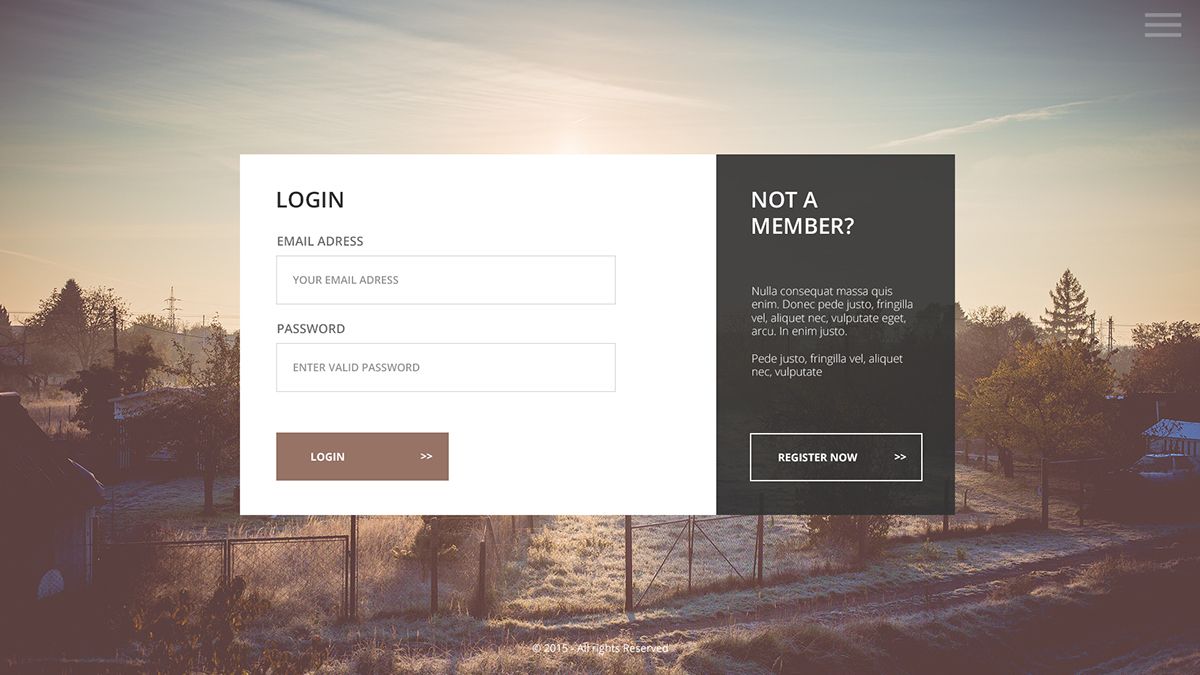 LOGIN
EMAIL ADRESS
YOUR EMAIL ADRESS
PASSWORD
ENTER VALID PASSWORD
LOGIN >>
NOT A
MEMBER?
Nulla consequat massa quis
enim. Donec pede justo, fringilla
vel, aliquet nec, vulputate eget,
arcu. In enim justo.
Pede justo, fringilla vel, aliquet
nec, vulputate
REGISTER NOW >>
© 2015 - All rights Reserved